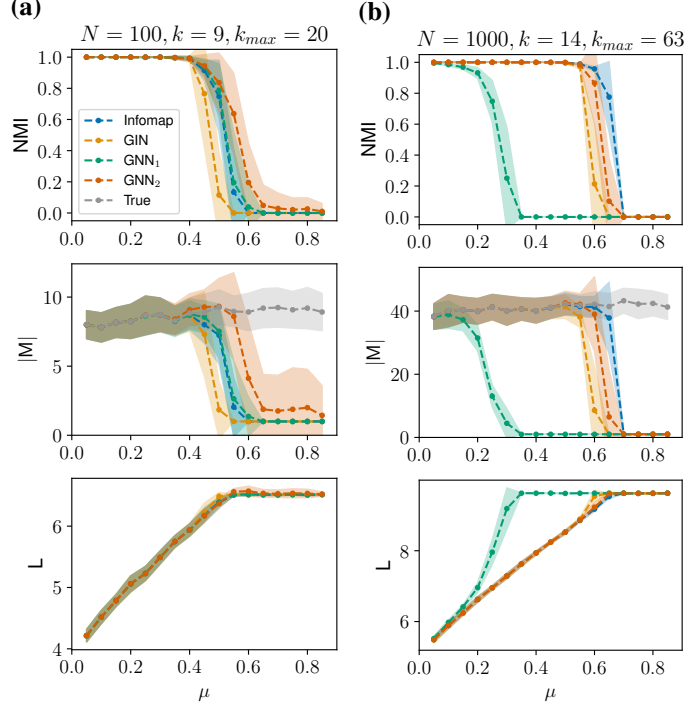 (a)
N = 100, k = 9, k_max = 20
NMI
1.0
0.8
0.6
0.4
0.2
0.0
Infomap
GIN
GNN₁
GNN₂
True
0.0 0.2 0.4 0.6 0.8
|M|
10
5
0
0.0 0.2 0.4 0.6 0.8
L
6
5
4
0.0 0.2 0.4 0.6 0.8
μ
(b)
N = 1000, k = 14, k_max = 63
NMI
1.0
0.8
0.6
0.4
0.2
0.0
0.0 0.2 0.4 0.6 0.8
|M|
40
20
0
0.0 0.2 0.4 0.6 0.8
L
8
6
0.0 0.2 0.4 0.6 0.8
μ